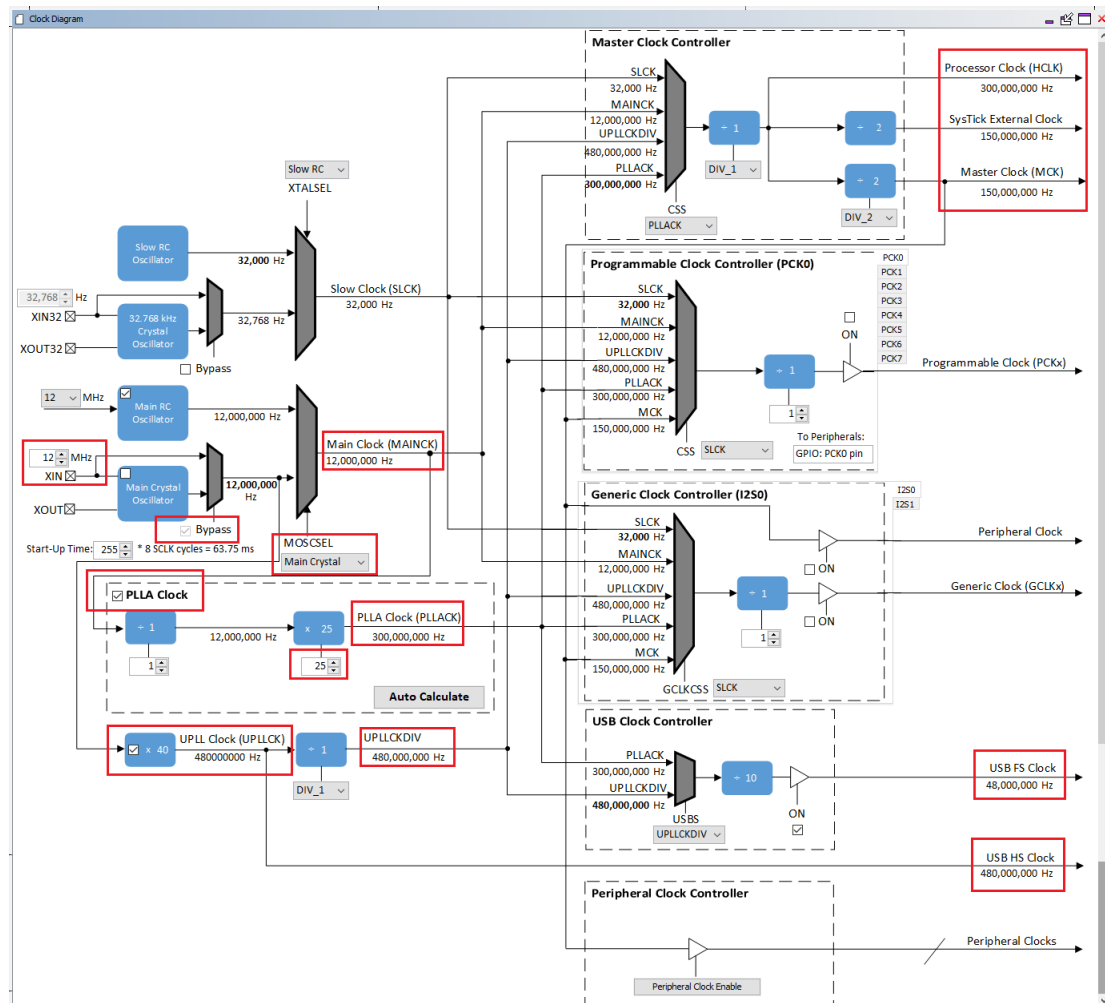 Clock Diagram
Master Clock Controller
SLCK
32,000 Hz
MAINCK
12,000,000 Hz
UPLLCKDIV
480,000,000 Hz
PLLACK
300,000,000 Hz
CSS
PLLACK
÷ 1
DIV_1
÷ 2
÷ 2
DIV_2
Processor Clock (HCLK)
300,000,000 Hz
SysTick External Clock
150,000,000 Hz
Master Clock (MCK)
150,000,000 Hz
Slow RC
XTALSEL
Slow RC
Oscillator
32,000 Hz
32,768 Hz
XIN32
32.768 kHz
Crystal
Oscillator
XOUT32
Bypass
32,768 Hz
Slow Clock (SLCK)
32,000 Hz
12 MHz
Main RC
Oscillator
12,000,000 Hz
12 MHz
XIN
Main Crystal
Oscillator
XOUT
12,000,000
Hz
Bypass
Main Clock (MAINCK)
12,000,000 Hz
MOSCSEL
Main Crystal
Start-Up Time: 255 * 8 SCLK cycles = 63.75 ms
PLLA Clock
÷ 1
1
12,000,000 Hz
x 25
25
PLLA Clock (PLLACK)
300,000,000 Hz
Auto Calculate
x 40
UPLL Clock (UPLLCK)
480000000 Hz
÷ 1
DIV_1
UPLLCKDIV
480,000,000 Hz
Programmable Clock Controller (PCK0)
SLCK
32,000 Hz
MAINCK
12,000,000 Hz
UPLLCKDIV
480,000,000 Hz
PLLACK
300,000,000 Hz
MCK
150,000,000 Hz
CSS
SLCK
÷ 1
1
ON
To Peripherals:
GPIO: PCK0 pin
PCK0
PCK1
PCK2
PCK3
PCK4
PCK5
PCK6
PCK7
Programmable Clock (PCKx)
Generic Clock Controller (I2S0)
SLCK
32,000 Hz
MAINCK
12,000,000 Hz
UPLLCKDIV
480,000,000 Hz
PLLACK
300,000,000 Hz
MCK
150,000,000 Hz
GCLKCSS
SLCK
÷ 1
1
ON
ON
I2S0
I2S1
Peripheral Clock
Generic Clock (GCLKx)
USB Clock Controller
PLLACK
300,000,000 Hz
UPLLCKDIV
480,000,000 Hz
USBS
UPLLCKDIV
÷ 10
ON
USB FS Clock
48,000,000 Hz
USB HS Clock
480,000,000 Hz
Peripheral Clock Controller
Peripheral Clock Enable
Peripheral Clocks